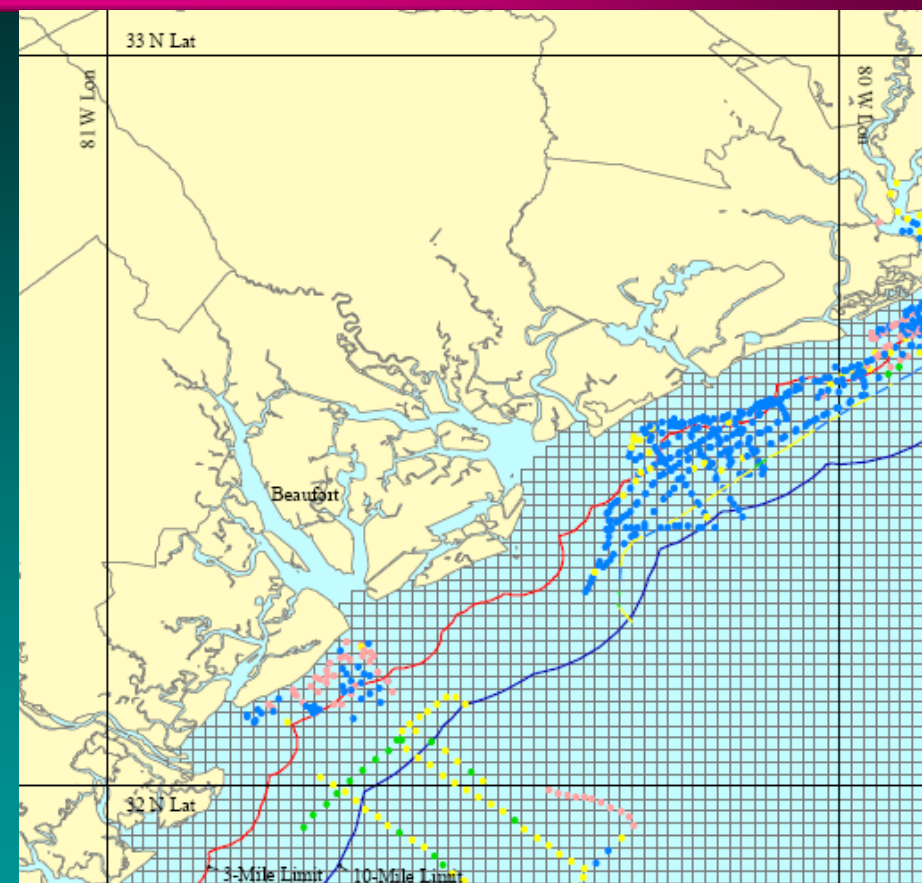 33 N Lat
81 W Lon
80 W Lon
Beaufort
32 N Lat
3-Mile Limit
10-Mile Limit